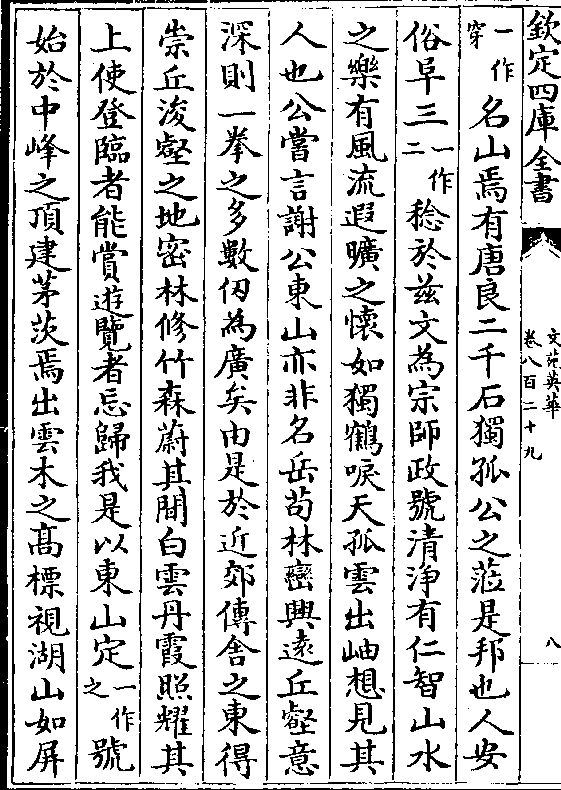 欽定四庫全書
文苑英華
卷八百二十九
八
一作穿名山焉有唐良二千石獨孤公之蒞是邦也人安
俗阜三一作二稔於兹文為宗師政號清浄有仁智山水
之樂有風流遐曠之懷如獨鶴唳天孤雲出岫想見其
人也公嘗言謝公東山亦非名岳苟林巒興遠丘壑意
深則一拳之多數仭為廣矣由是於近郊傳舍之東得
崇丘浚壑之地密林修竹森蔚其間白雲丹霞照耀其
上使登臨者能賞遊覽者忘歸我是以東山定一作之號
始於中峰之頂建茅茨焉出雲木之髙標視湖山如屏